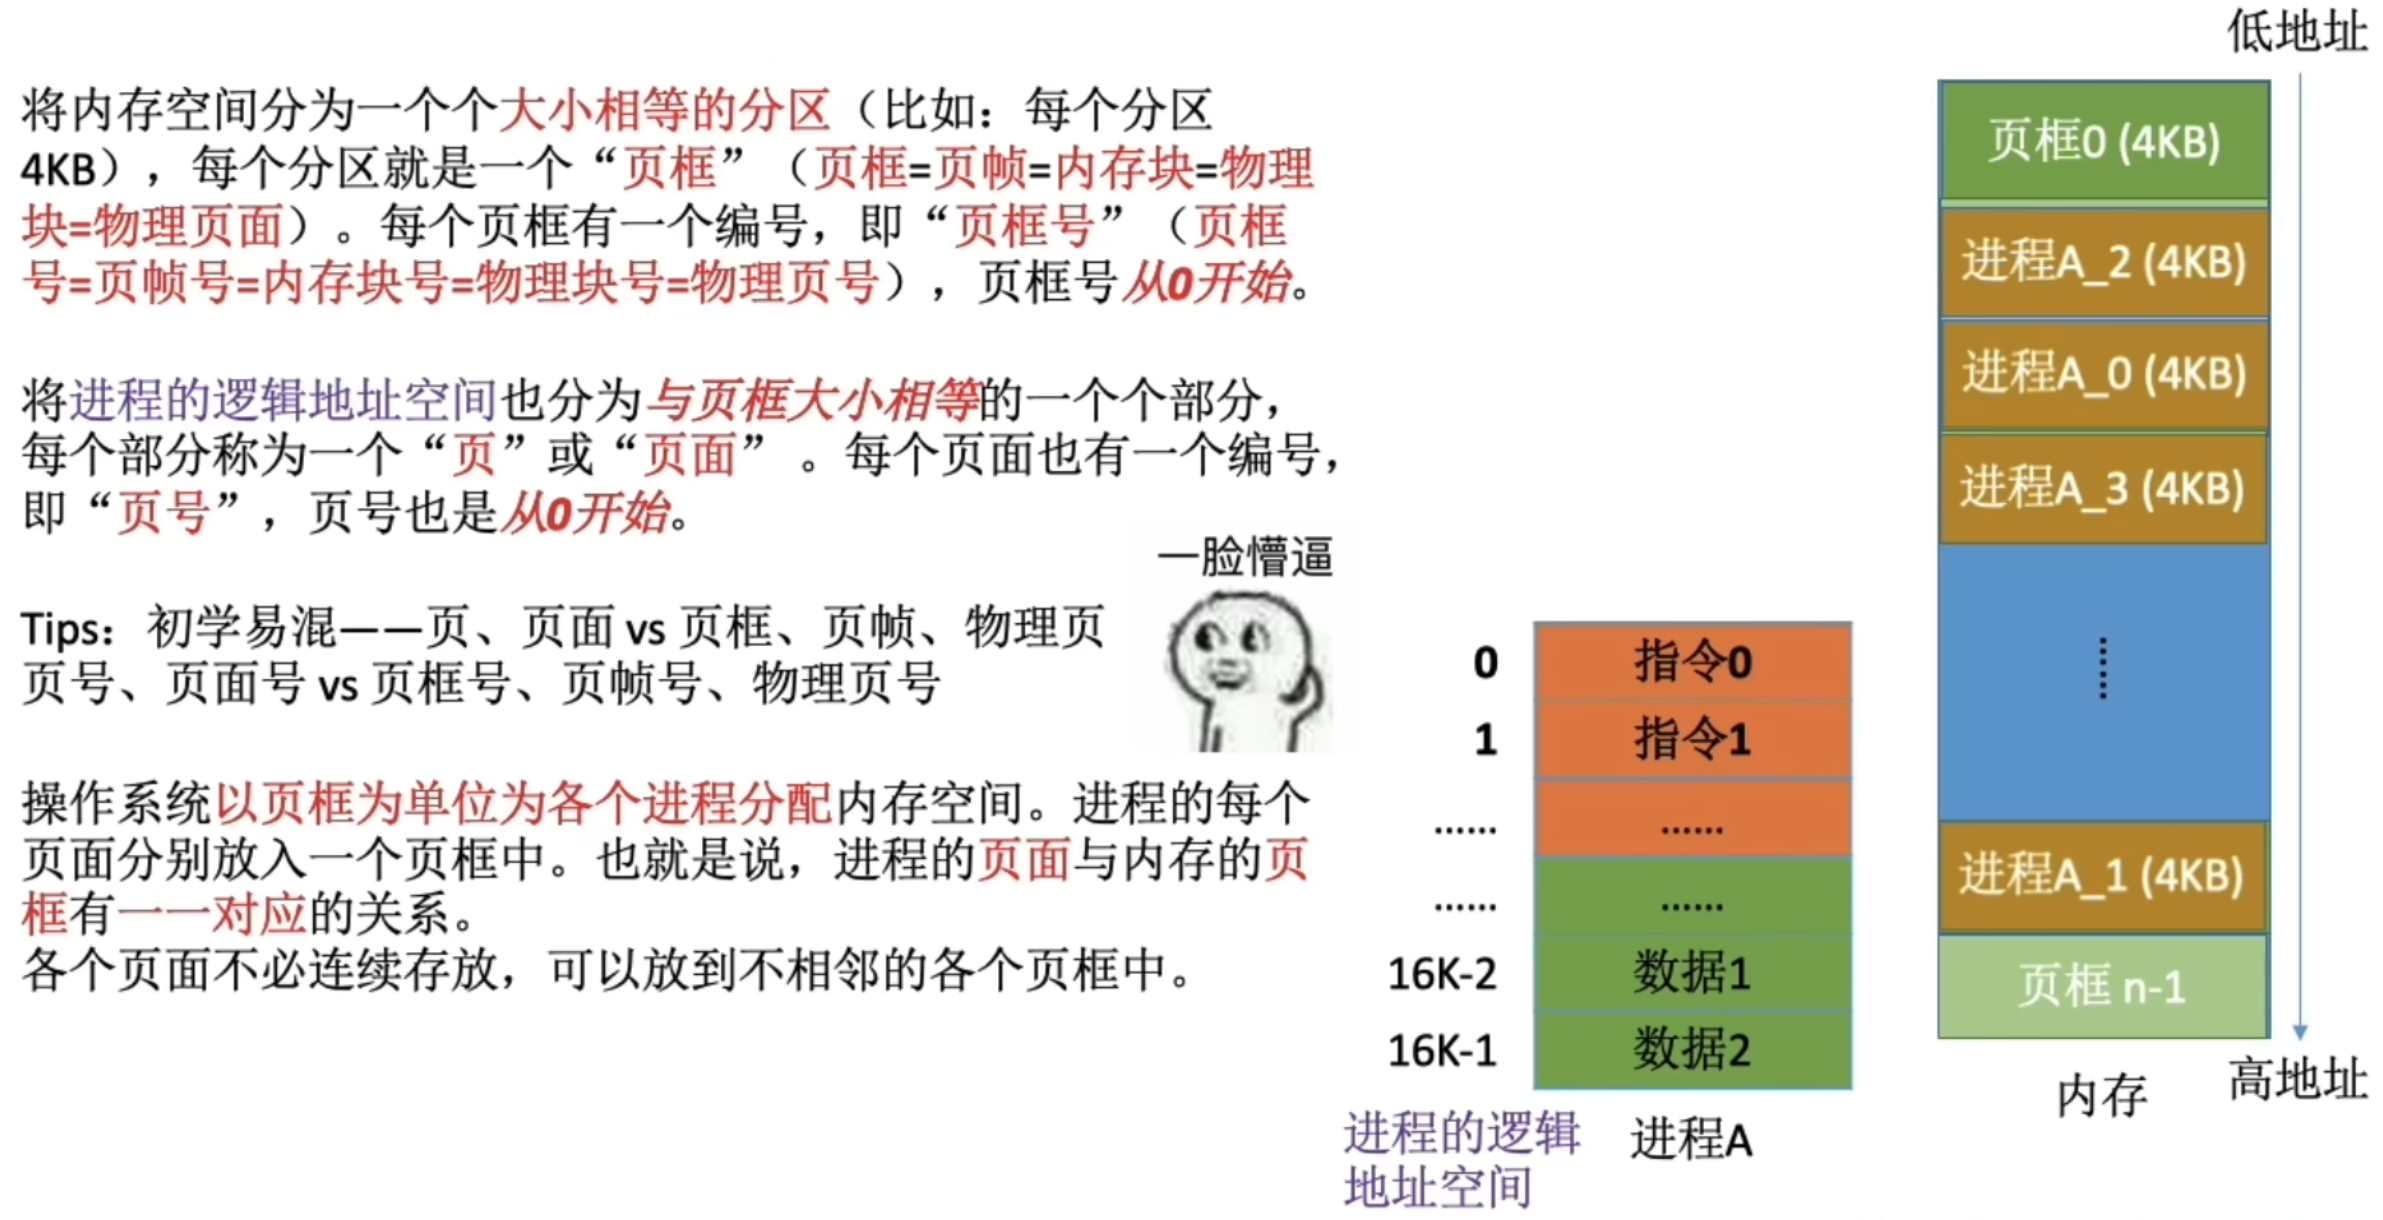 将内存空间分为一个个大小相等的分区（比如：每个分区
4KB），每个分区就是一个“页框”（页框=页帧=内存块=物理
块=物理页面）。每个页框有一个编号，即“页框号”（页框
号=页帧号=内存块号=物理块号=物理页号），页框号从0开始。
将进程的逻辑地址空间也分为与页框大小相等的一个个部分，
每个部分称为一个“页”或“页面” 。每个页面也有一个编号，
即“页号”，页号也是从0开始。
Tips：初学易混——页、页面 vs 页框、页帧、物理页
页号、页面号 vs 页框号、页帧号、物理页号
一脸懵逼
操作系统以页框为单位为各个进程分配内存空间。进程的每个
页面分别放入一个页框中。也就是说，进程的页面与内存的页
框有一一对应的关系。
各个页面不必连续存放，可以放到不相邻的各个页框中。
0 指令0
1 指令1
...... ......
...... ......
16K-2 数据1
16K-1 数据2
进程的逻辑
地址空间
进程A
低地址
页框0 (4KB)
进程A_2 (4KB)
进程A_0 (4KB)
进程A_3 (4KB)
......
进程A_1 (4KB)
页框 n-1
内存
高地址